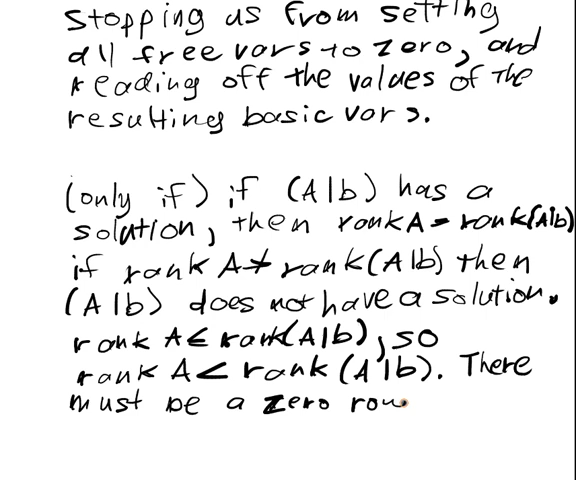 stopping us from setting
all free vars to zero, and
reading off the values of the
resulting basic vars.
(only if) if (A|b) has a
solution, then rank A = rank(A|b)
if rank A ≠ rank(A|b) then
(A|b) does not have a solution.
rank A ≤ rank(A|b), so
rank A < rank (A|b). There
must be a zero row